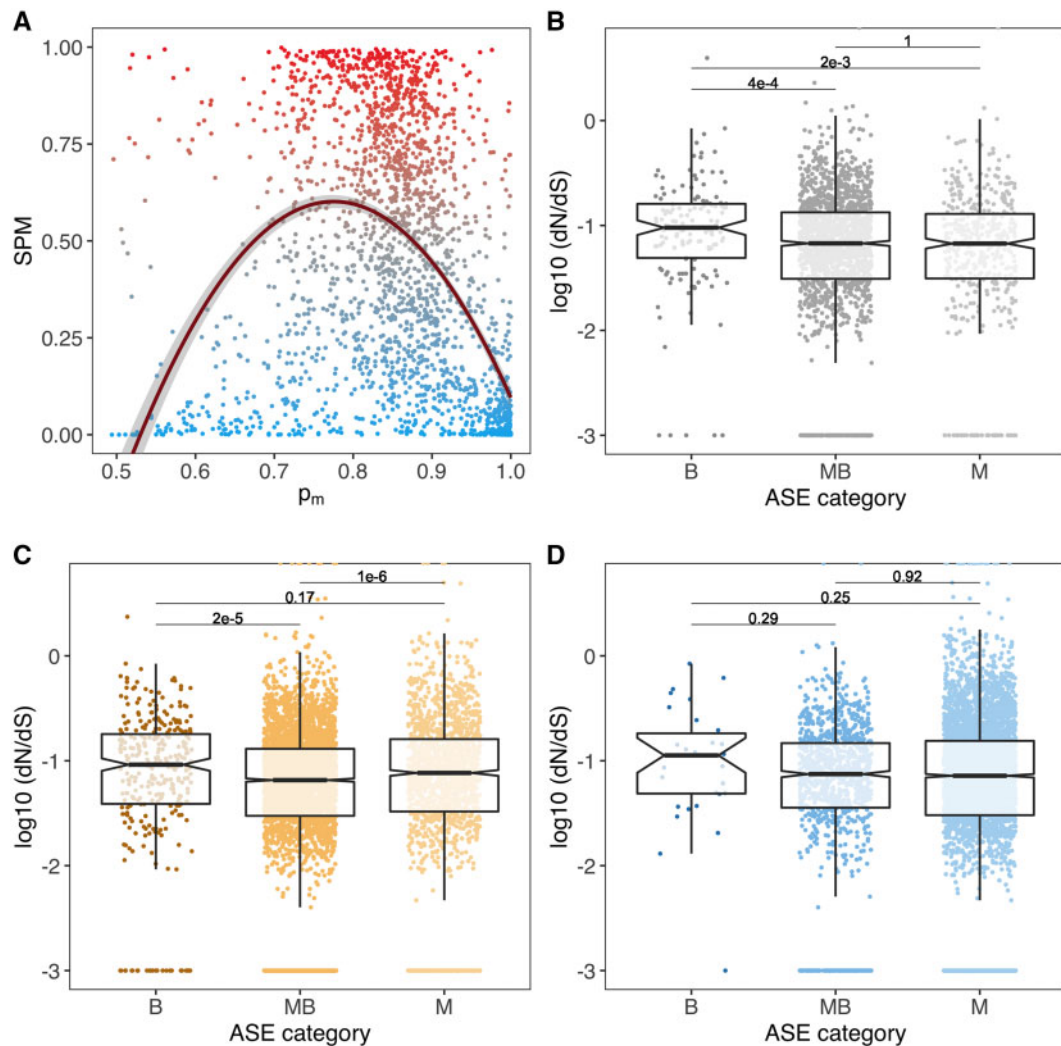 A
1.00
0.75
0.50
0.25
0.00
SPM
0.5 0.6 0.7 0.8 0.9 1.0
pm
B
1
2e-3
4e-4
0
-1
-2
-3
log10 (dN/dS)
B MB M
ASE category
C
1e-6
0.17
2e-5
0
-1
-2
-3
log10 (dN/dS)
B MB M
ASE category
D
0.92
0.25
0.29
0
-1
-2
-3
log10 (dN/dS)
B MB M
ASE category